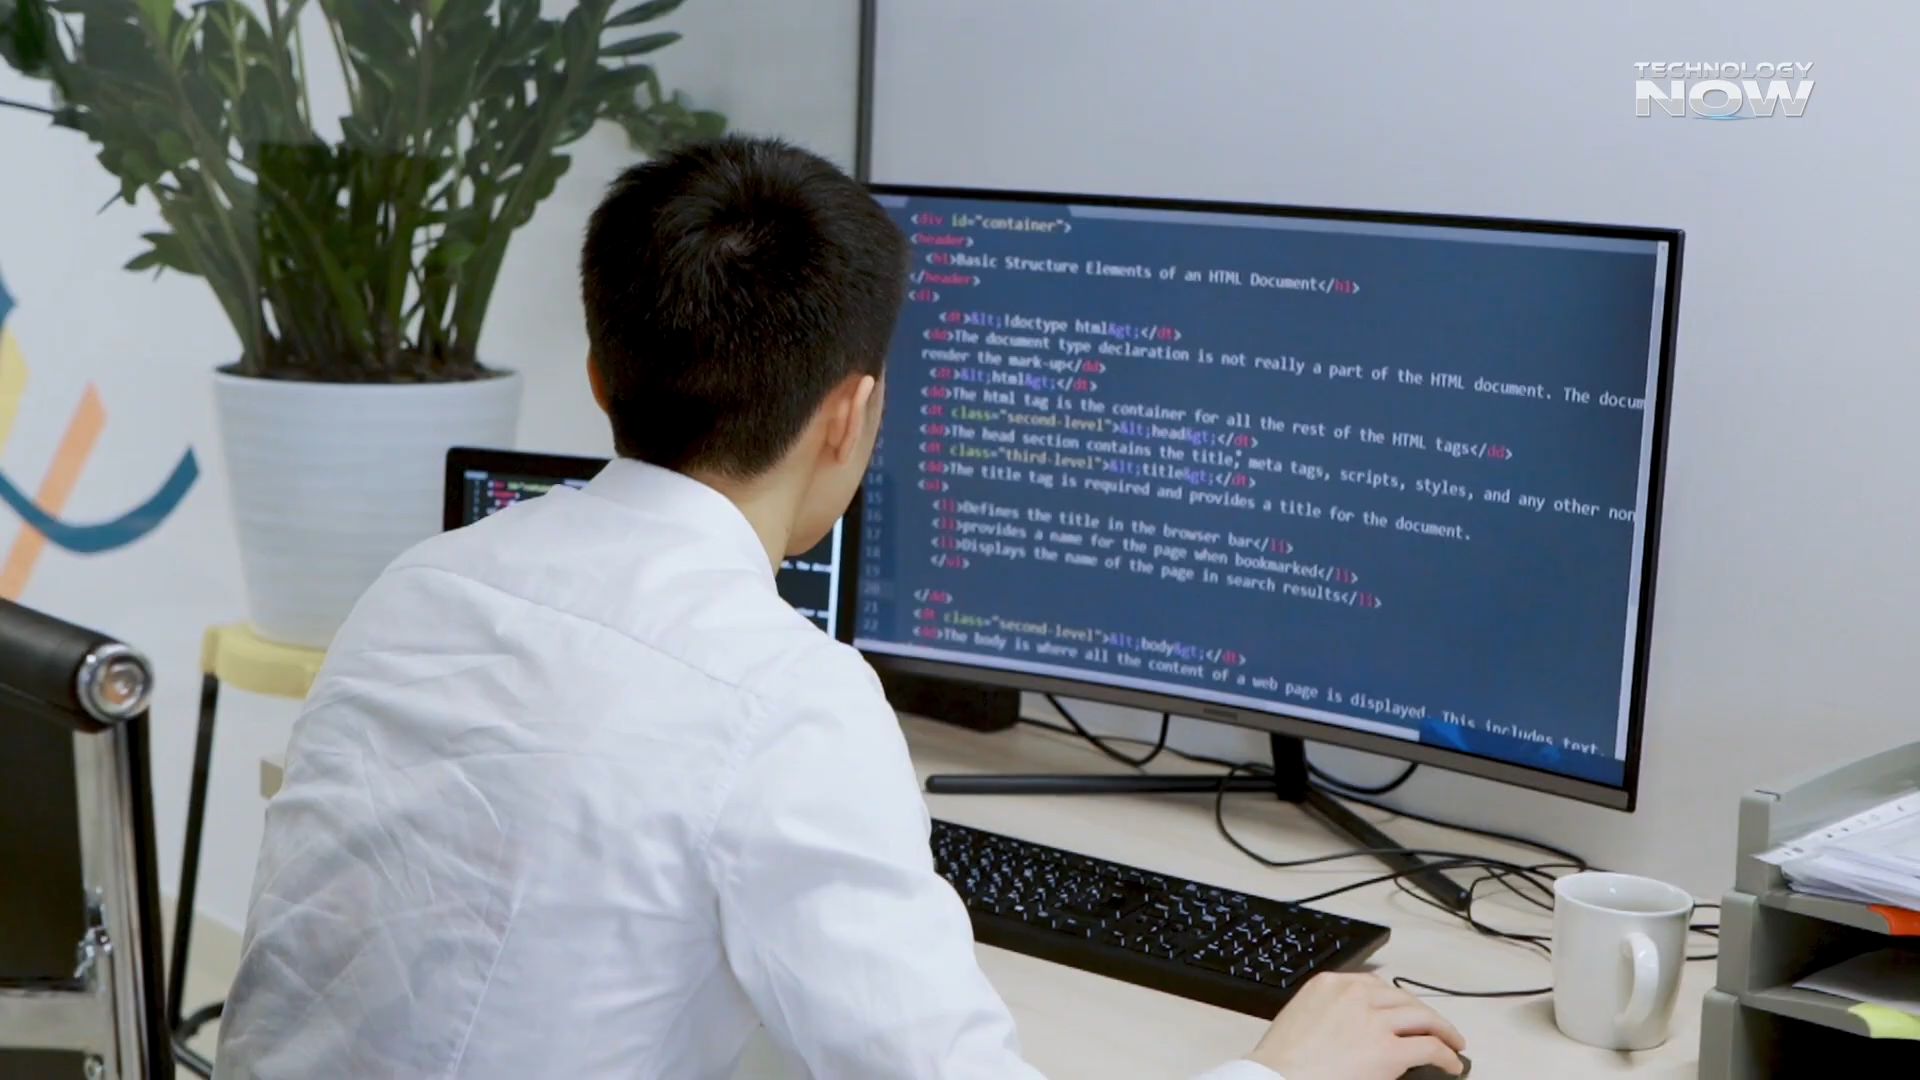 TECHNOLOGY
NOW
<div id="container">
<header>
<h1>Basic Structure Elements of an HTML Document</h1>
</header>
<dl>
<dt>&lt;!doctype html&gt;</dt>
<dd>The document type declaration is not really a part of the HTML document. The docum
render the mark-up</dd>
<dt>&lt;html&gt;</dt>
<dd>The html tag is the container for all the rest of the HTML tags</dd>
<dt class="second-level">&lt;head&gt;</dt>
<dd>The head section contains the title, meta tags, scripts, styles, and any other non
<dt class="third-level">&lt;title&gt;</dt>
<dd>The title tag is required and provides a title for the document.
<ul>
<li>Defines the title in the browser bar</li>
<li>provides a name for the page when bookmarked</li>
<li>Displays the name of the page in search results</li>
</ul>
</dd>
<dt class="second-level">&lt;body&gt;</dt>
<dd>The body is where all the content of a web page is displayed. This includes text,